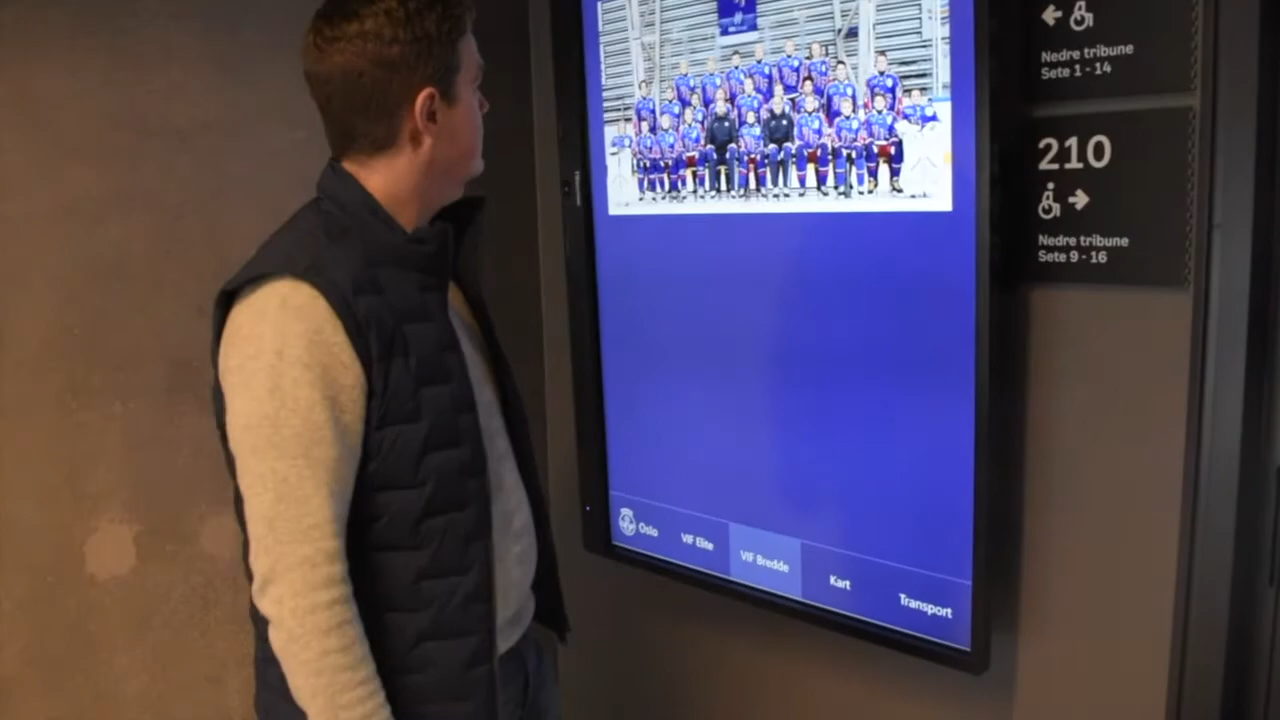 Nedre tribune
Sete 1 - 14
210
Nedre tribune
Sete 9 - 16
Oslo
VIF Elite
VIF Bredde
Kart
Transport